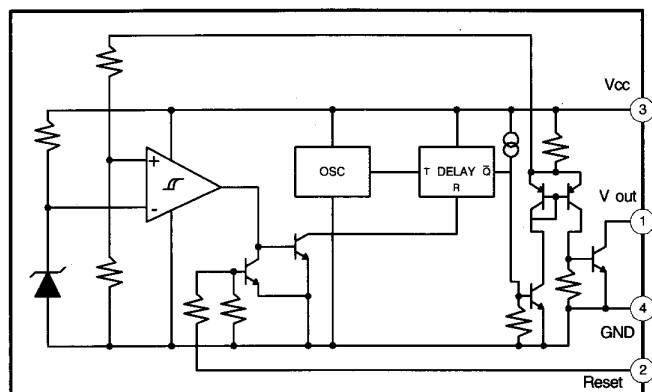 Vcc
3
+
OSC
T DELAY Q̅
R
V out
1
-
4
GND
2
Reset